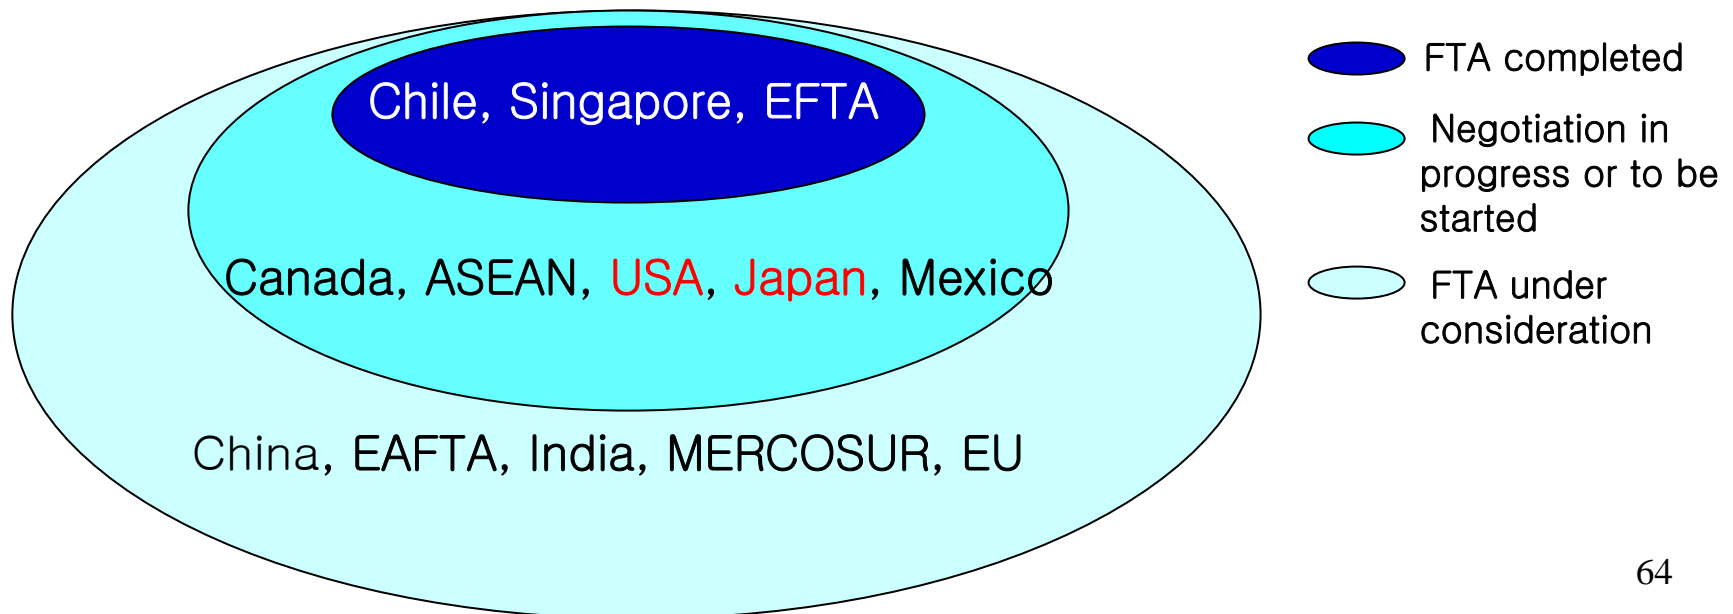 Chile, Singapore, EFTA
Canada, ASEAN, USA, Japan, Mexico
China, EAFTA, India, MERCOSUR, EU
FTA completed
Negotiation in
progress or to be
started
FTA under
consideration
64